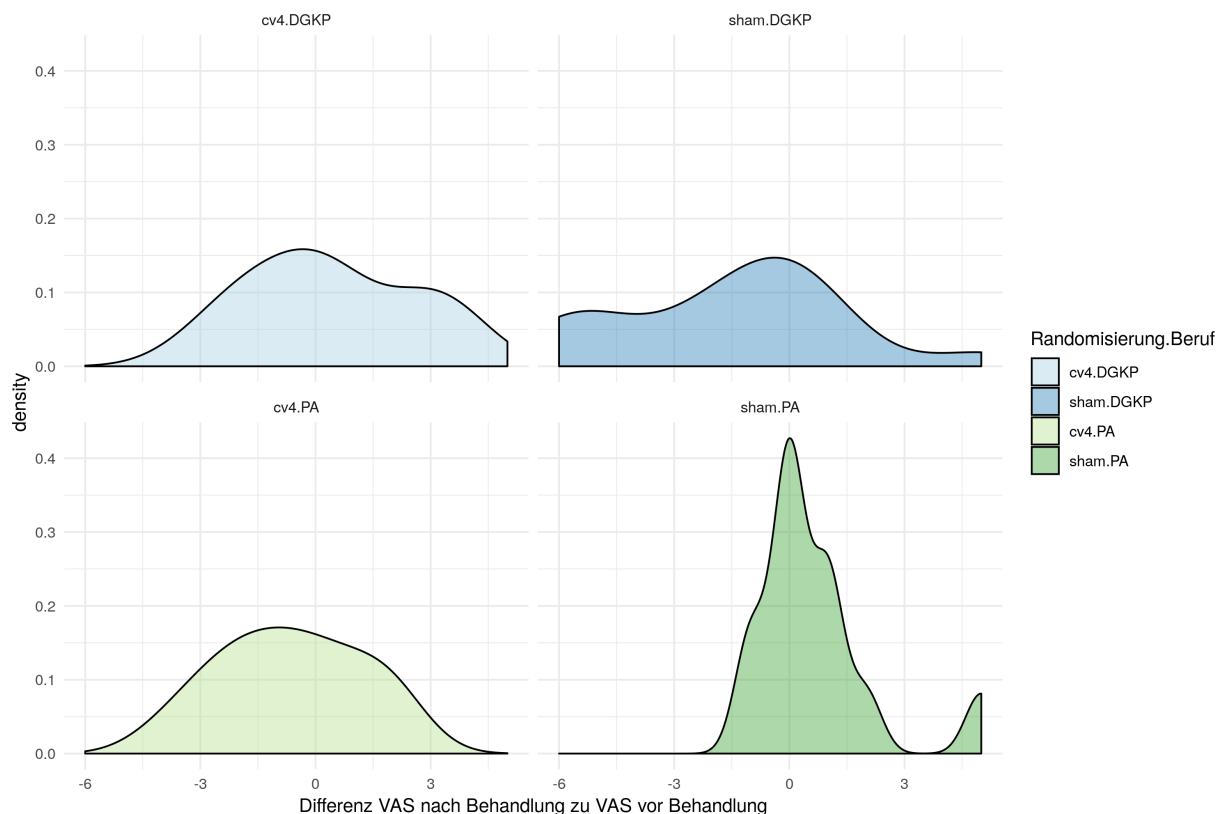 cv4.DGKP
sham.DGKP
0.4
0.3
0.2
0.1
0.0
density
cv4.PA
sham.PA
0.4
0.3
0.2
0.1
0.0
-6
-3
0
3
-6
-3
0
3
Differenz VAS nach Behandlung zu VAS vor Behandlung
Randomisierung.Beruf
cv4.DGKP
sham.DGKP
cv4.PA
sham.PA